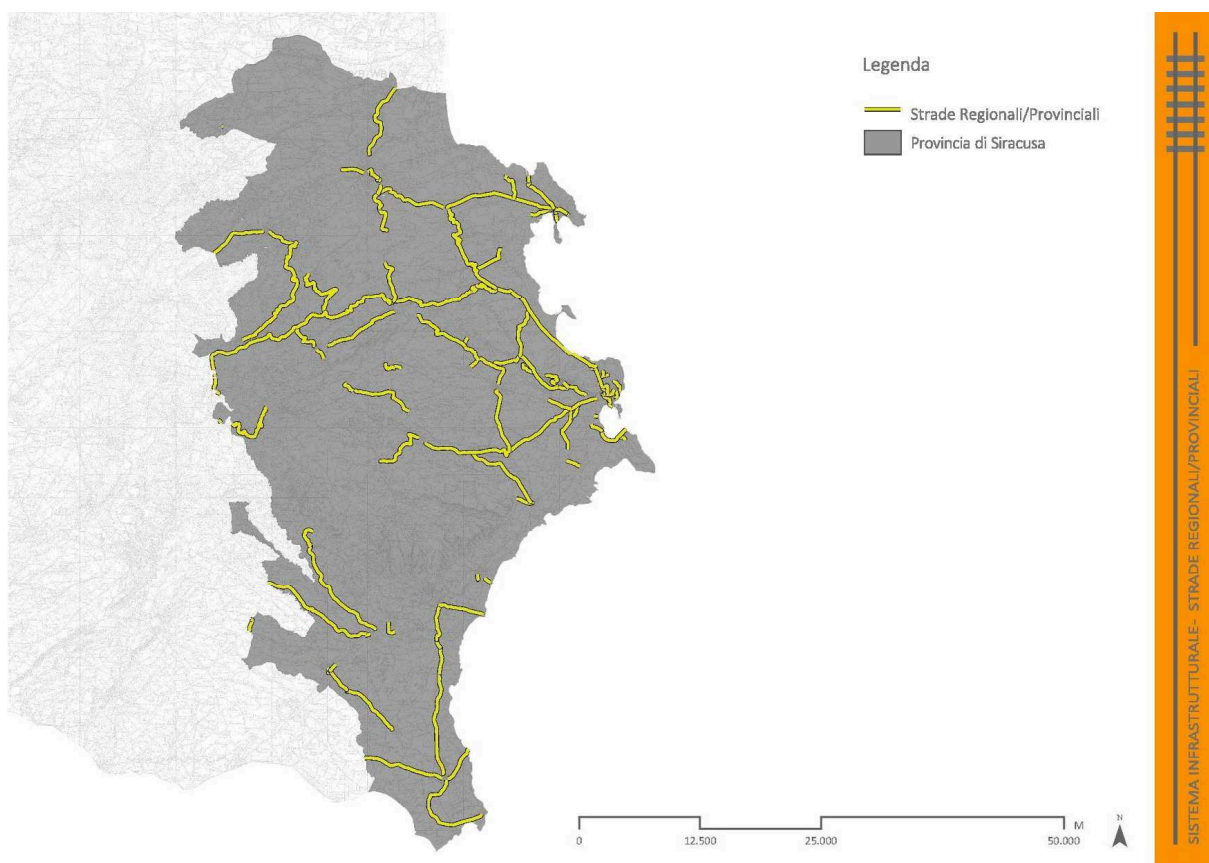 Legenda
Strade Regionali/Provinciali
Provincia di Siracusa
N
M
0
12.500
25.000
50.000
SISTEMA INFRASTRUTTURALE- STRADE REGIONALI/PROVINCIALI